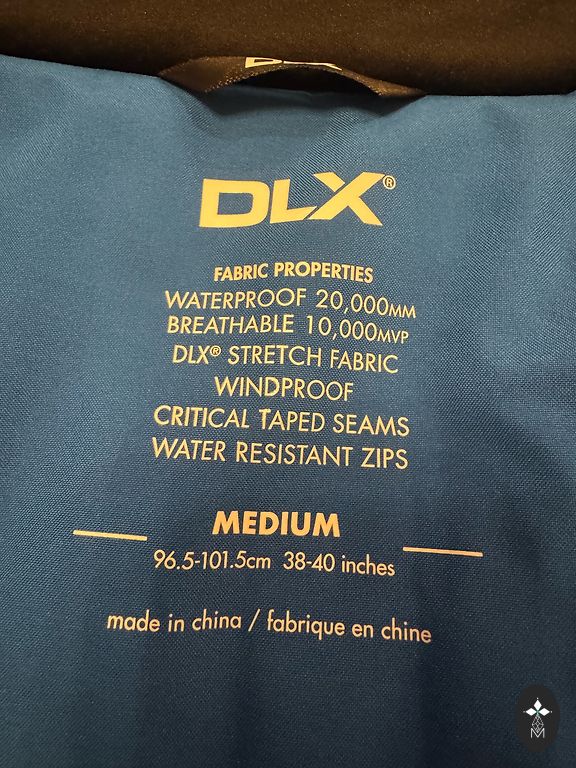 DLX
DLX®
FABRIC PROPERTIES
WATERPROOF 20,000MM
BREATHABLE 10,000MVP
DLX® STRETCH FABRIC
WINDPROOF
CRITICAL TAPED SEAMS
WATER RESISTANT ZIPS
MEDIUM
96.5-101.5cm 38-40 inches
made in china / fabrique en chine
M